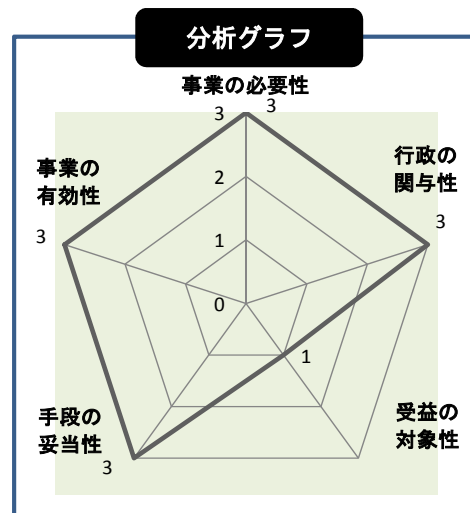 分析グラフ
事業の必要性
3
3
行政の
関与性
3
事業の
有効性
3
2
1
0
1
受益の
対象性
手段の
妥当性
3